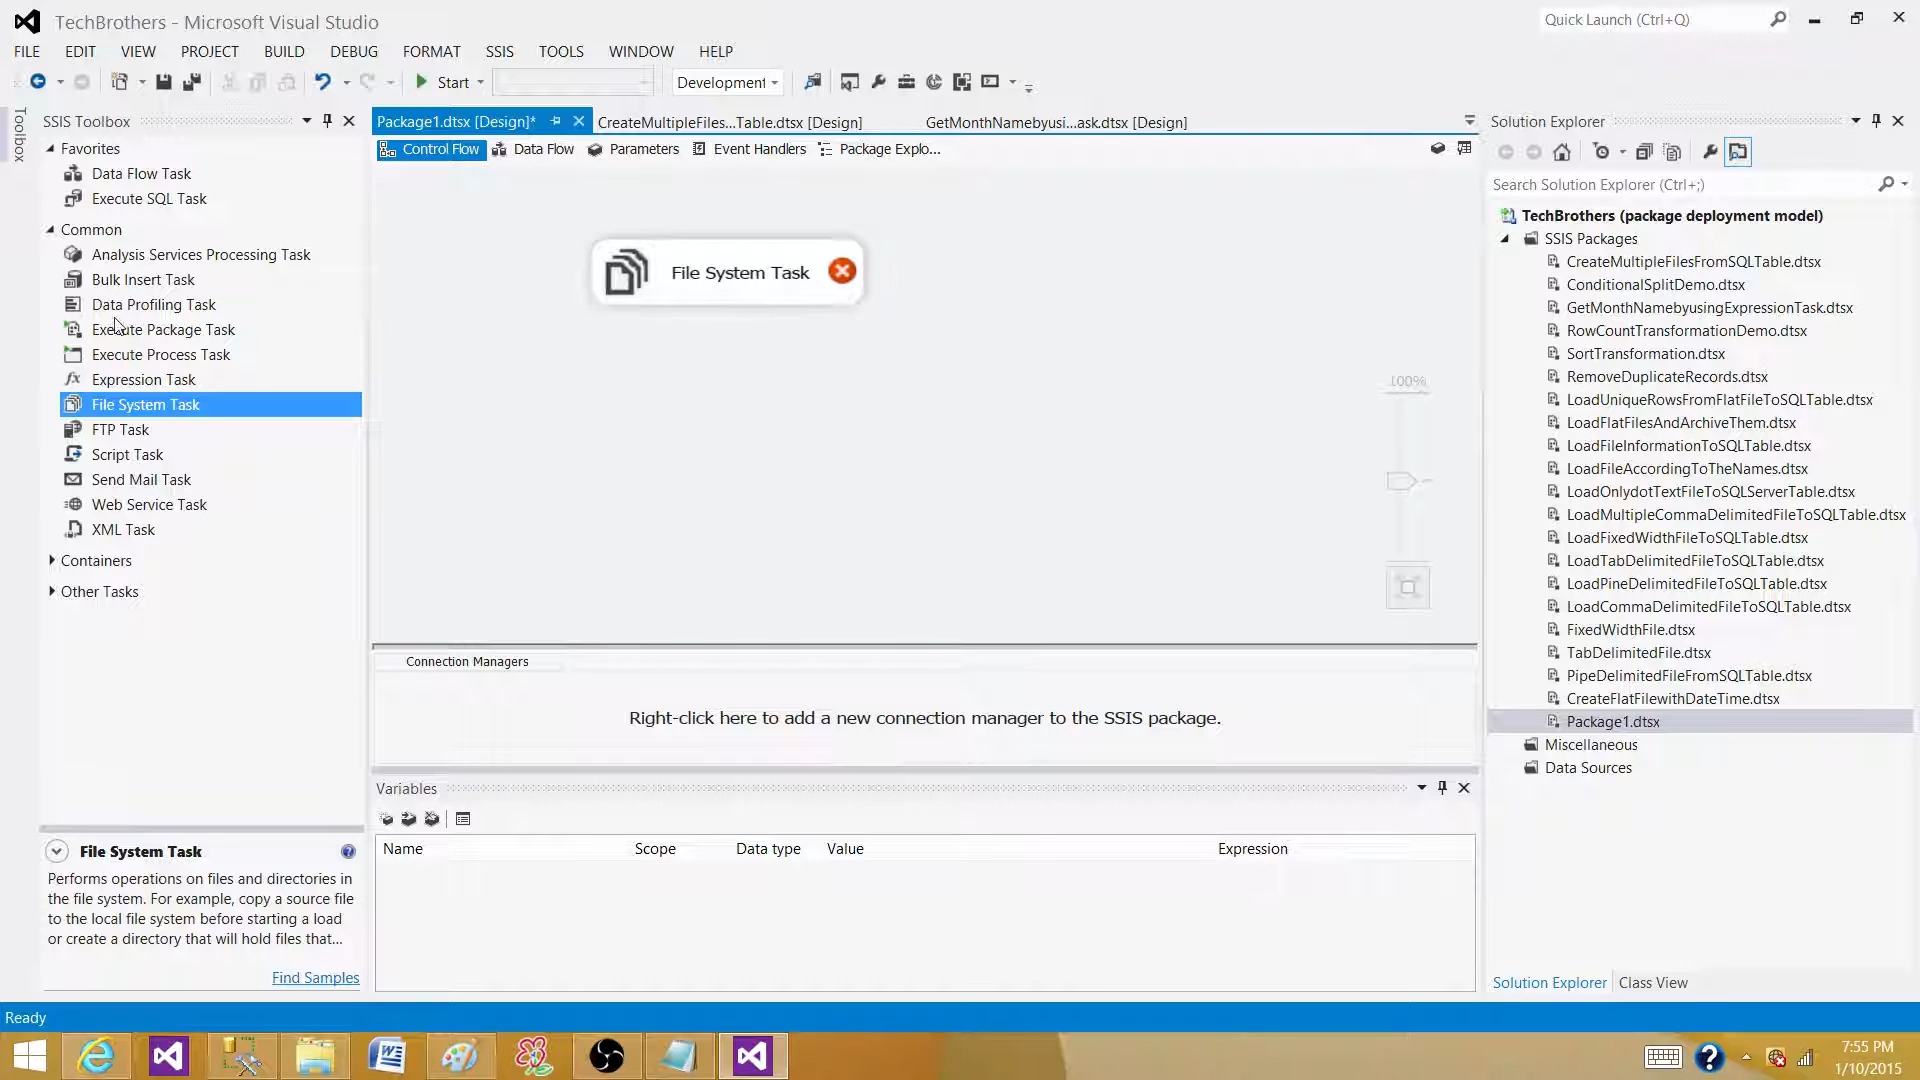 TechBrothers - Microsoft Visual Studio
Quick Launch (Ctrl+Q)
FILE EDIT VIEW PROJECT BUILD DEBUG FORMAT SSIS TOOLS WINDOW HELP
Start Development
Toolbox
SSIS Toolbox
Favorites
Data Flow Task
Execute SQL Task
Common
Analysis Services Processing Task
Bulk Insert Task
Data Profiling Task
Execute Package Task
Execute Process Task
Expression Task
File System Task
FTP Task
Script Task
Send Mail Task
Web Service Task
XML Task
Containers
Other Tasks
File System Task
Performs operations on files and directories in
the file system. For example, copy a source file
to the local file system before starting a load
or create a directory that will hold files that...
Find Samples
Package1.dtsx [Design]* CreateMultipleFiles...Table.dtsx [Design] GetMonthNamebyusi...ask.dtsx [Design]
Control Flow Data Flow Parameters Event Handlers Package Explo...
File System Task
100%
Connection Managers
Right-click here to add a new connection manager to the SSIS package.
Variables
Name Scope Data type Value Expression
Solution Explorer
Search Solution Explorer (Ctrl+;)
TechBrothers (package deployment model)
SSIS Packages
CreateMultipleFilesFromSQLTable.dtsx
ConditionalSplitDemo.dtsx
GetMonthNamebyusingExpressionTask.dtsx
RowCountTransformationDemo.dtsx
SortTransformation.dtsx
RemoveDuplicateRecords.dtsx
LoadUniqueRowsFromFlatFileToSQLTable.dtsx
LoadFlatFilesAndArchiveThem.dtsx
LoadFileInformationToSQLTable.dtsx
LoadFileAccordingToTheNames.dtsx
LoadOnlydotTextFileToSQLServerTable.dtsx
LoadMultipleCommaDelimitedFileToSQLTable.dtsx
LoadFixedWidthFileToSQLTable.dtsx
LoadTabDelimitedFileToSQLTable.dtsx
LoadPineDelimitedFileToSQLTable.dtsx
LoadCommaDelimitedFileToSQLTable.dtsx
FixedWidthFile.dtsx
TabDelimitedFile.dtsx
PipeDelimitedFileFromSQLTable.dtsx
CreateFlatFilewithDateTime.dtsx
Package1.dtsx
Miscellaneous
Data Sources
Solution Explorer Class View
Ready
7:55 PM
1/10/2015